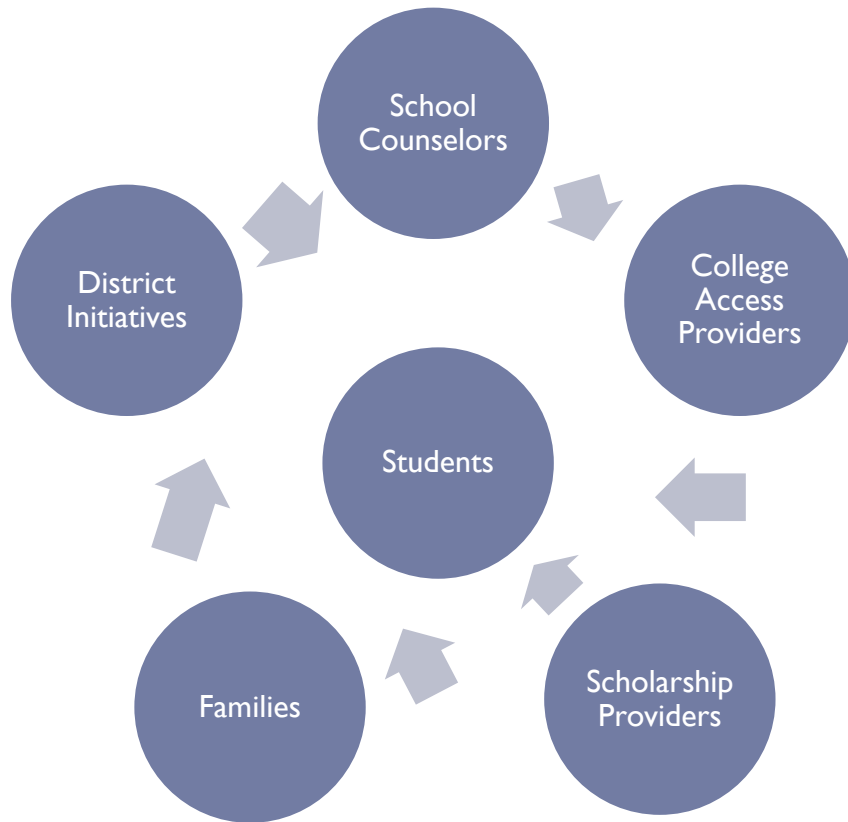 School
Counselors
District
Initiatives
College
Access
Providers
Students
Families
Scholarship
Providers